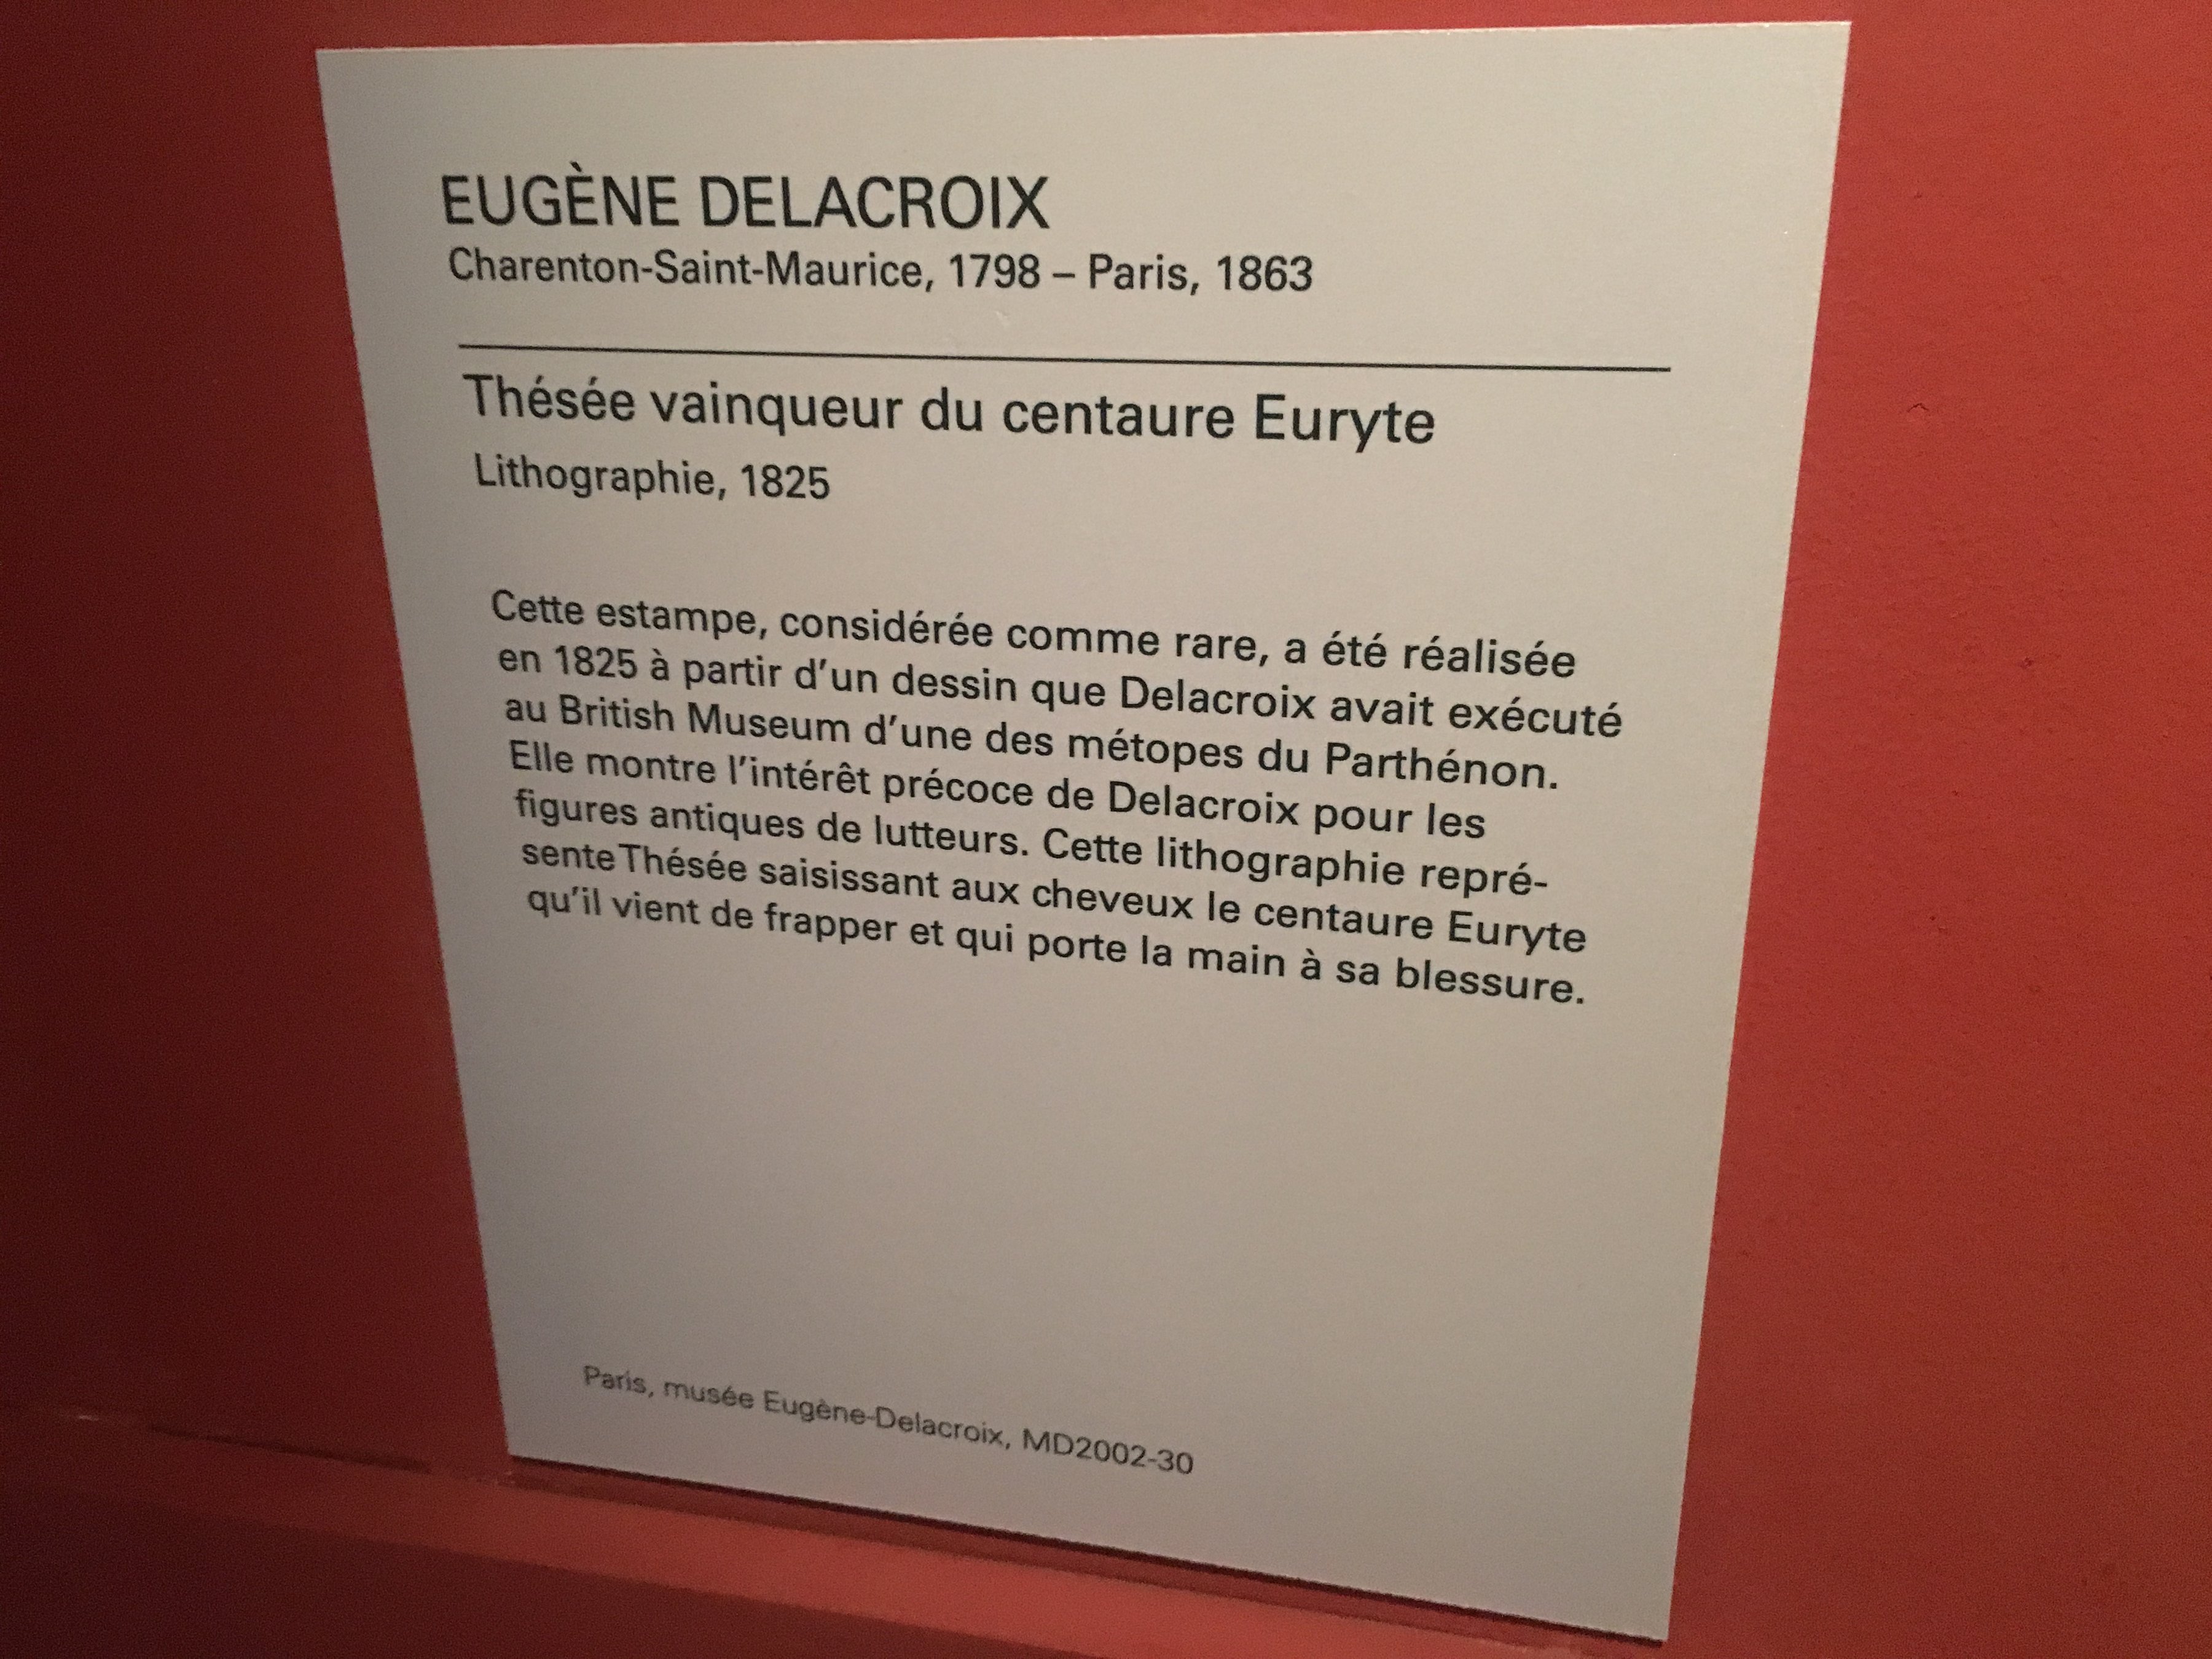 EUGÈNE DELACROIX
Charenton-Saint-Maurice, 1798 – Paris, 1863
Thésée vainqueur du centaure Euryte
Lithographie, 1825
Cette estampe, considérée comme rare, a été réalisée
en 1825 à partir d’un dessin que Delacroix avait exécuté
au British Museum d’une des métopes du Parthénon.
Elle montre l’intérêt précoce de Delacroix pour les
figures antiques de lutteurs. Cette lithographie repré-
sente Thésée saisissant aux cheveux le centaure Euryte
qu’il vient de frapper et qui porte la main à sa blessure.
Paris, musée Eugène-Delacroix, MD2002-30